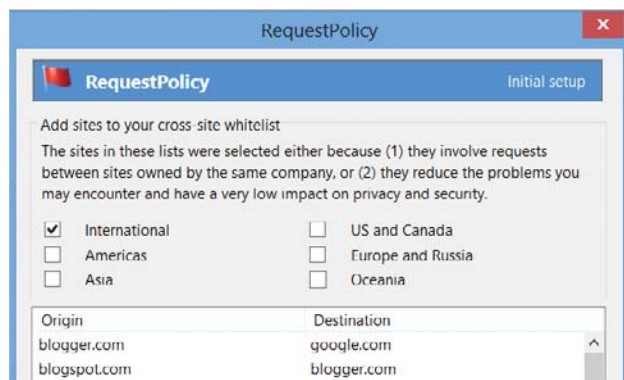 RequestPolicy
x
RequestPolicy Initial setup
Add sites to your cross-site whitelist
The sites in these lists were selected either because (1) they involve requests
between sites owned by the same company, or (2) they reduce the problems you
may encounter and have a very low impact on privacy and security.
International US and Canada
Americas Europe and Russia
Asia Oceania
Origin Destination
blogger.com google.com
blogspot.com blogger.com